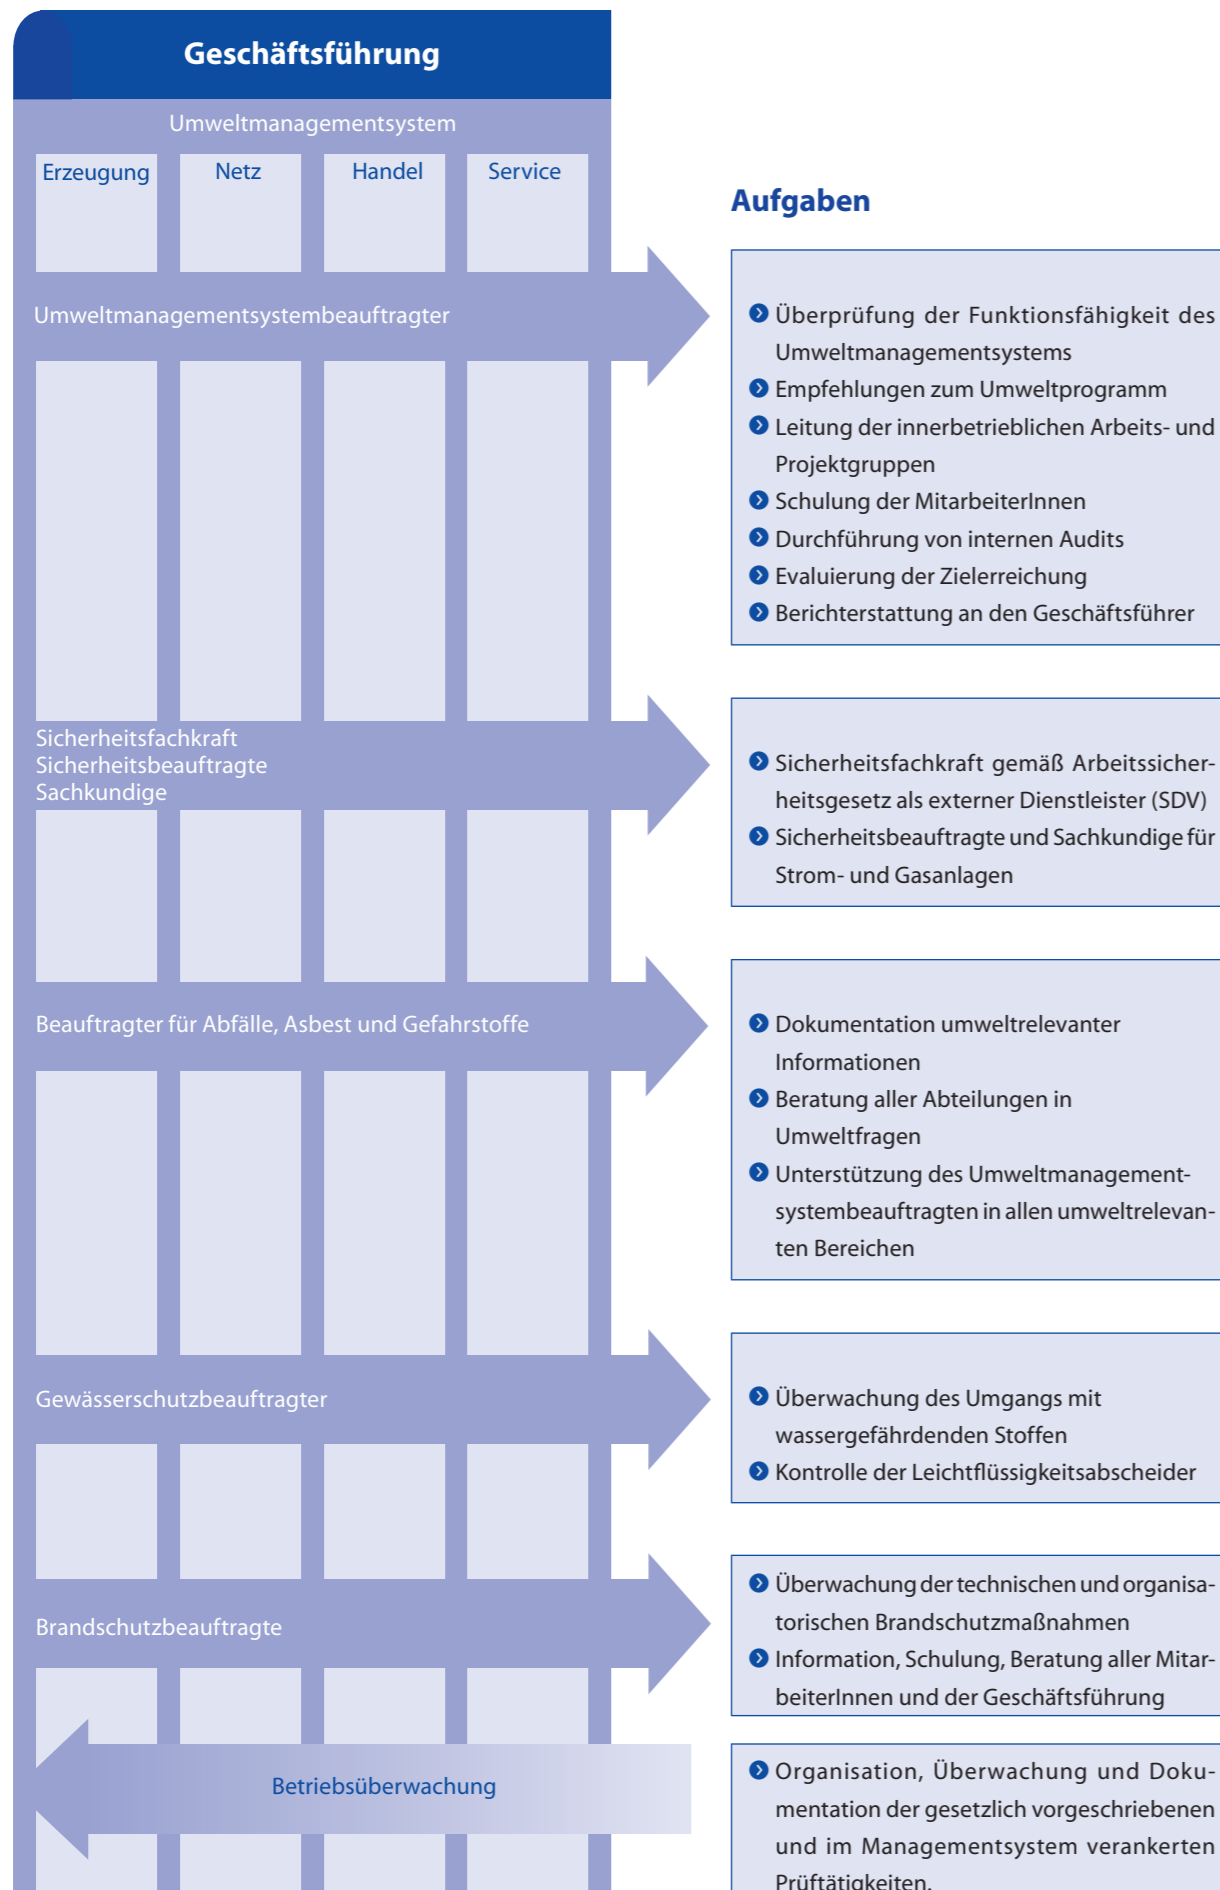 Geschäftsführung
Umweltmanagementsystem
Erzeugung
Netz
Handel
Service
Aufgaben
Umweltmanagementsystembeauftragter
Überprüfung der Funktionsfähigkeit des
Umweltmanagementsystems
Empfehlungen zum Umweltprogramm
Leitung der innerbetrieblichen Arbeits- und
Projektgruppen
Schulung der MitarbeiterInnen
Durchführung von internen Audits
Evaluierung der Zielerreichung
Berichterstattung an den Geschäftsführer
Sicherheitsfachkraft
Sicherheitsbeauftragte
Sachkundige
Sicherheitsfachkraft gemäß Arbeitssicher-
heitsgesetz als externer Dienstleister (SDV)
Sicherheitsbeauftragte und Sachkundige für
Strom- und Gasanlagen
Beauftragter für Abfälle, Asbest und Gefahrstoffe
Dokumentation umweltrelevanter
Informationen
Beratung aller Abteilungen in
Umweltfragen
Unterstützung des Umweltmanagement-
systembeauftragten in allen umweltrelevan-
ten Bereichen
Gewässerschutzbeauftragter
Überwachung des Umgangs mit
wassergefährdenden Stoffen
Kontrolle der Leichtflüssigkeitsabscheider
Brandschutzbeauftragte
Überwachung der technischen und organisa-
torischen Brandschutzmaßnahmen
Information, Schulung, Beratung aller Mitar-
beiterInnen und der Geschäftsführung
Betriebsüberwachung
Organisation, Überwachung und Doku-
mentation der gesetzlich vorgeschriebenen
und im Managementsystem verankerten
Prüftätigkeiten.